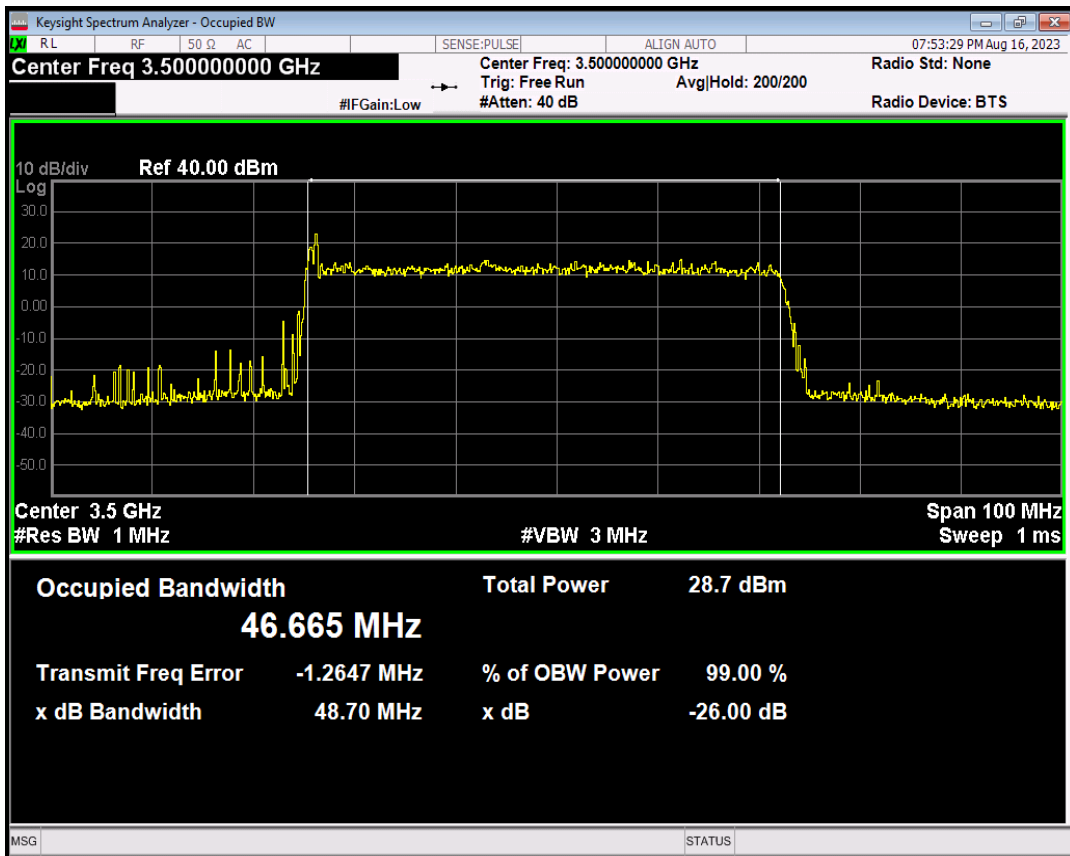 Keysight Spectrum Analyzer - Occupied BW
LXI RL RF 50 Ω AC SENSE:PULSE ALIGN AUTO 07:53:29 PM Aug 16, 2023
Center Freq 3.500000000 GHz Center Freq: 3.500000000 GHz Radio Std: None
Trig: Free Run Avg|Hold: 200/200
#IFGain:Low #Atten: 40 dB Radio Device: BTS
10 dB/div Ref 40.00 dBm
Log
30.0
20.0
10.0
0.00
-10.0
-20.0
-30.0
-40.0
-50.0
Center 3.5 GHz Span 100 MHz
#Res BW 1 MHz #VBW 3 MHz Sweep 1 ms
Occupied Bandwidth Total Power 28.7 dBm
46.665 MHz
Transmit Freq Error -1.2647 MHz % of OBW Power 99.00 %
x dB Bandwidth 48.70 MHz x dB -26.00 dB
MSG STATUS